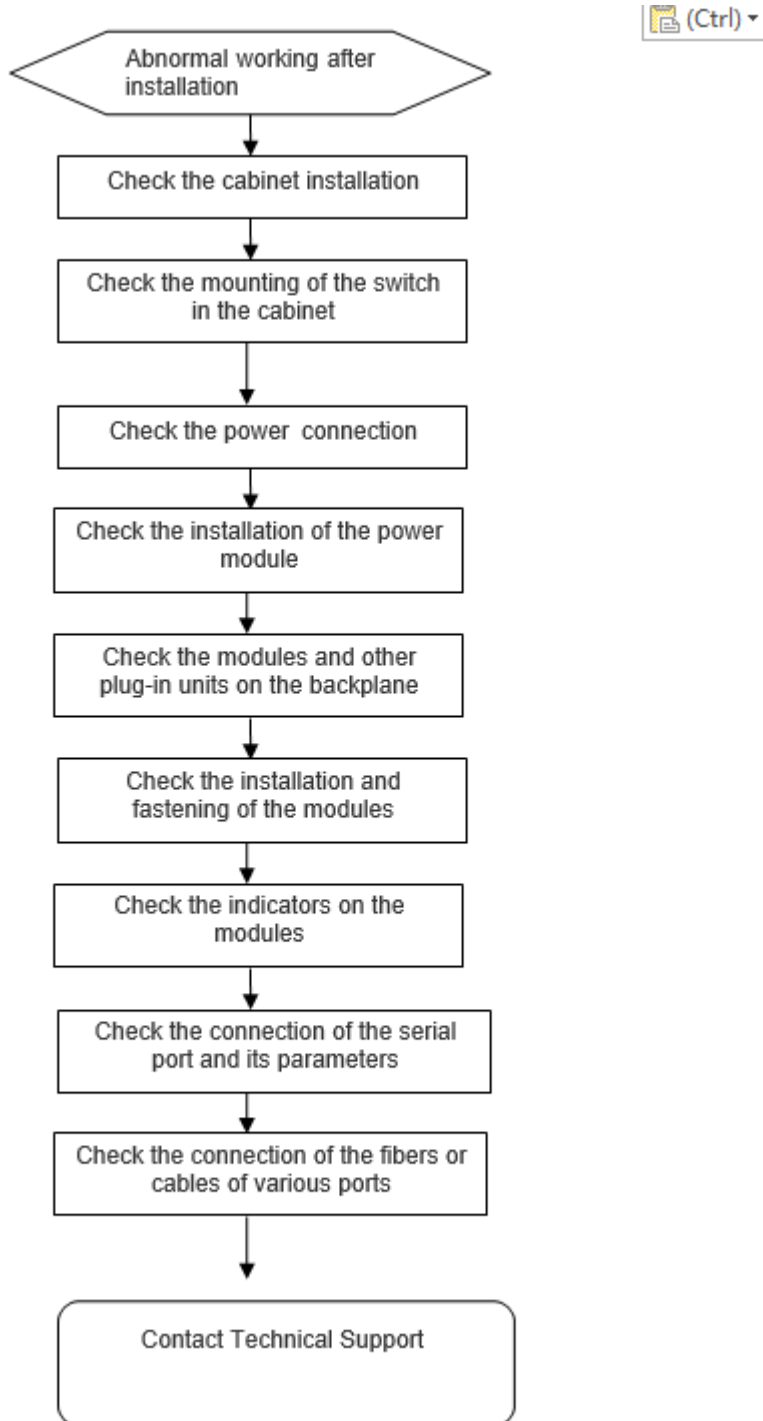 (Ctrl)
Abnormal working after
installation
Check the cabinet installation
Check the mounting of the switch
in the cabinet
Check the power connection
Check the installation of the power
module
Check the modules and other
plug-in units on the backplane
Check the installation and
fastening of the modules
Check the indicators on the
modules
Check the connection of the serial
port and its parameters
Check the connection of the fibers or
cables of various ports
Contact Technical Support